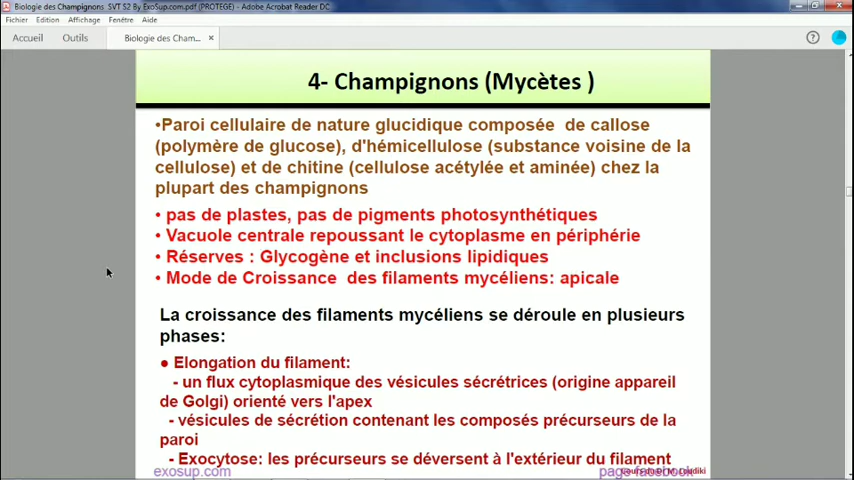 Biologie des Champignons SVT S2 By ExoSup.com.pdf (PROTEGE) - Adobe Acrobat Reader DC
Fichier Edition Affichage Fenêtre Aide
Accueil Outils Biologie des Cham... ×
4- Champignons (Mycètes )
•Paroi cellulaire de nature glucidique composée de callose
(polymère de glucose), d'hémicellulose (substance voisine de la
cellulose) et de chitine (cellulose acétylée et aminée) chez la
plupart des champignons
• pas de plastes, pas de pigments photosynthétiques
• Vacuole centrale repoussant le cytoplasme en périphérie
• Réserves : Glycogène et inclusions lipidiques
• Mode de Croissance des filaments mycéliens: apicale
La croissance des filaments mycéliens se déroule en plusieurs
phases:
● Elongation du filament:
- un flux cytoplasmique des vésicules sécrétrices (origine appareil
de Golgi) orienté vers l'apex
- vésicules de sécrétion contenant les composés précurseurs de la
paroi
- Exocytose: les précurseurs se déversent à l'extérieur du filament
exosup.com page facebook